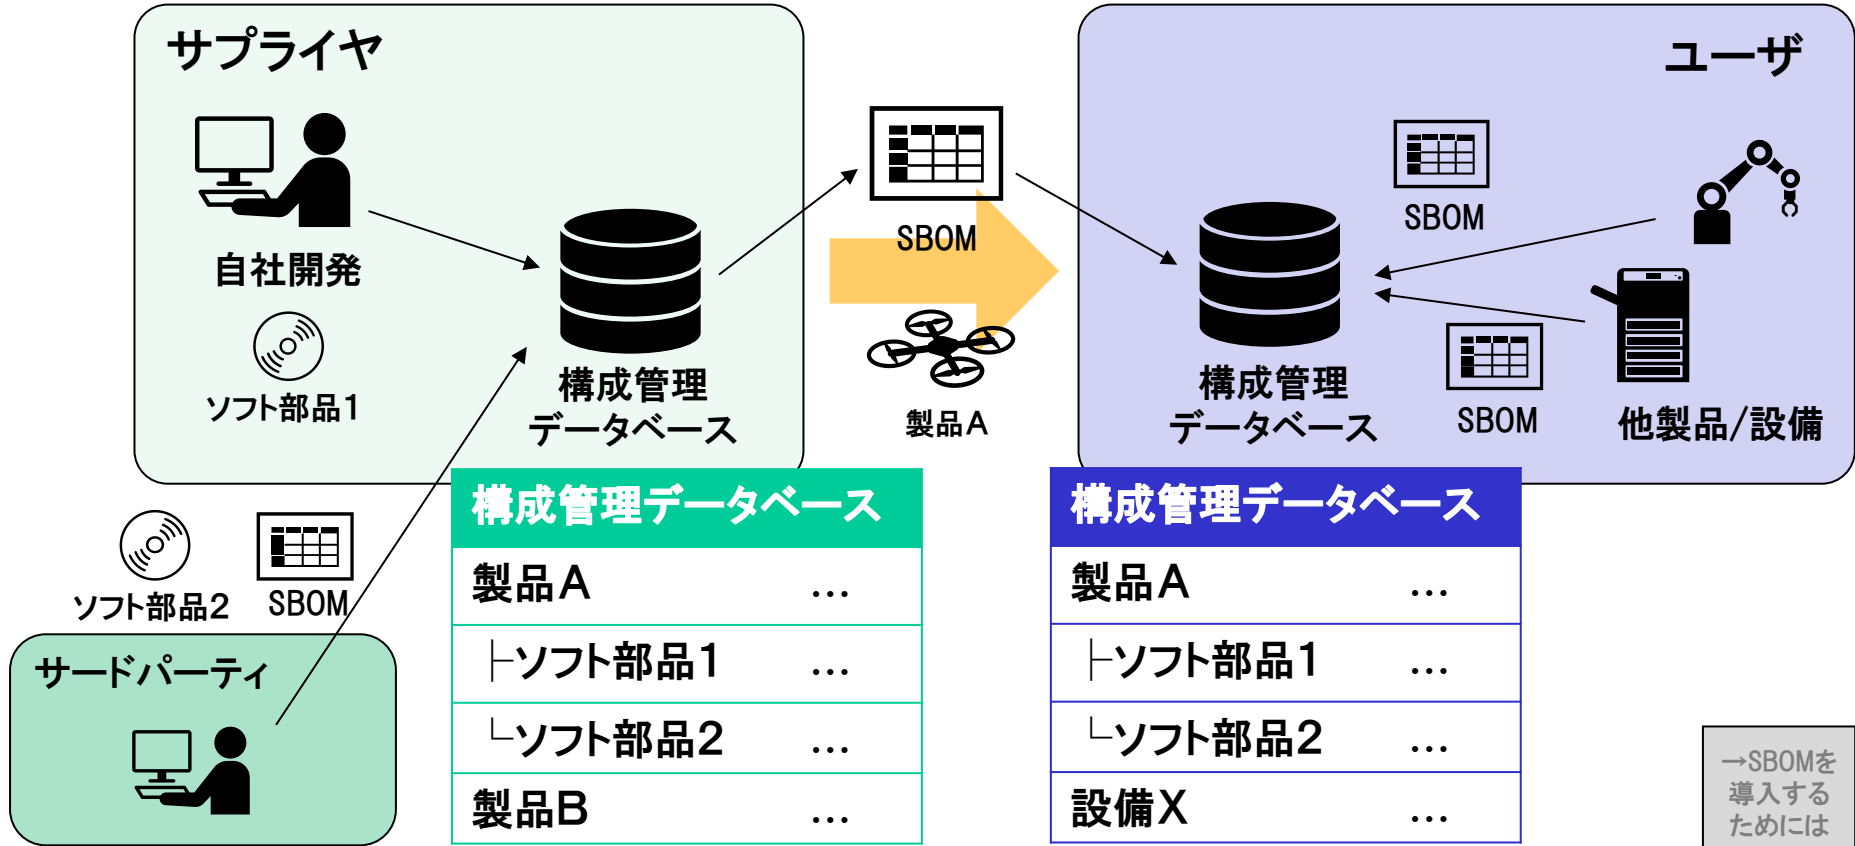 サプライヤ
自社開発
ソフト部品1
構成管理
データベース
ソフト部品2
SBOM
サードパーティ
SBOM
製品A
ユーザ
構成管理
データベース
SBOM
SBOM
他製品/設備
構成管理データベース
製品A …
├ソフト部品1 …
└ソフト部品2 …
製品B …
構成管理データベース
製品A …
├ソフト部品1 …
└ソフト部品2 …
設備X …
→SBOMを
導入する
ためには